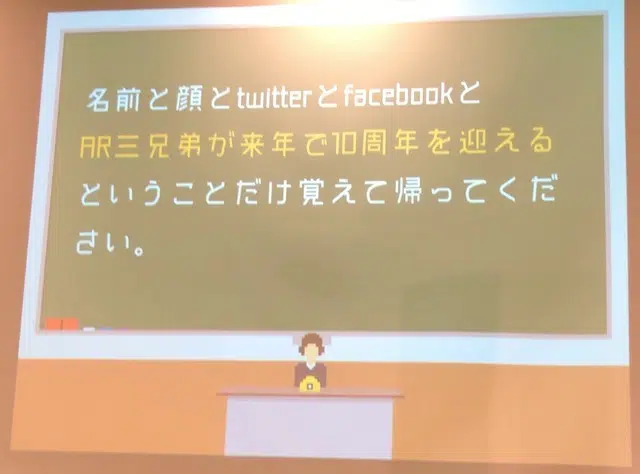 名前と顔とtwitterとfacebookと
AR三兄弟が来年で10周年を迎える
ということだけ覚えて帰ってくだ
さい。